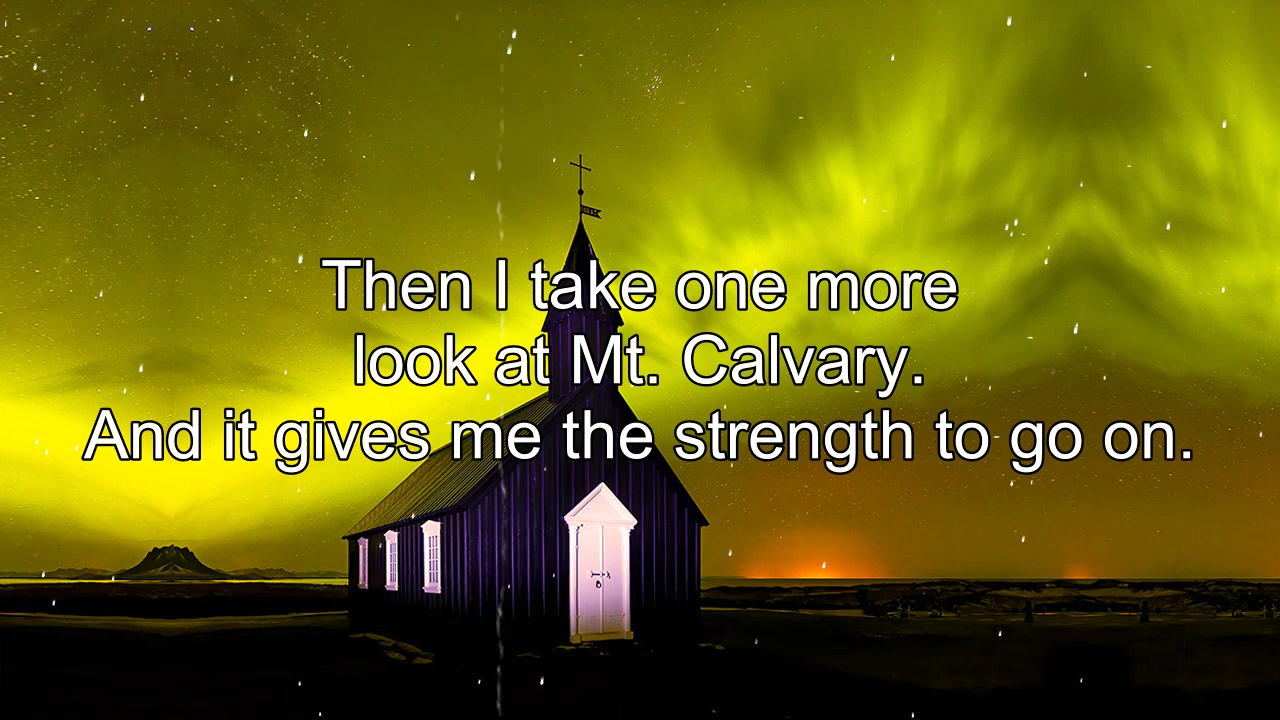 Then I take one more
look at Mt. Calvary.
And it gives me the strength to go on.